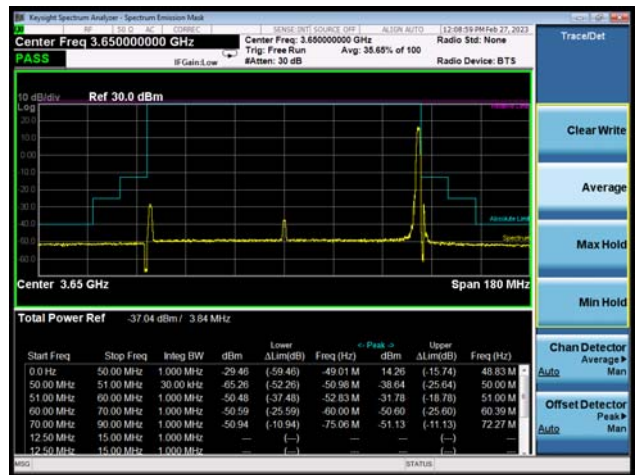 Keysight Spectrum Analyzer - Spectrum Emission Mask
RF 50 Ω AC CORREC SENSE:INT SOURCE OFF ALIGN AUTO 12:08:59 PM Feb 27, 2023
Center Freq 3.650000000 GHz
Center Freq: 3.650000000 GHz
Radio Std: None
Trace/Det
PASS
IFGain:Low
Trig: Free Run Avg: 35.65% of 100
#Atten: 30 dB
Radio Device: BTS
10 dB/div Ref 30.0 dBm
Log
20.0
10.0
0.00
Absolute Limit
Spectrum
Center 3.65 GHz
Span 180 MHz
Clear Write
Average
Max Hold
Min Hold
Chan Detector
Average
Auto Man
Offset Detector
Peak
Auto Man
Total Power Ref -37.04 dBm / 3.84 MHz
Lower <- Peak -> Upper
Start Freq Stop Freq Integ BW dBm ΔLim(dB) Freq (Hz) dBm ΔLim(dB) Freq (Hz)
0.0 Hz 50.00 MHz 1.000 MHz -29.46 (-59.46) -49.01 M 14.26 (-15.74) 48.83 M
50.00 MHz 51.00 MHz 30.00 kHz -65.26 (-52.26) -50.98 M -38.64 (-25.64) 50.00 M
51.00 MHz 60.00 MHz 1.000 MHz -50.48 (-37.48) -52.83 M -31.78 (-18.78) 51.00 M
60.00 MHz 70.00 MHz 1.000 MHz -50.59 (-25.59) -60.00 M -50.60 (-25.60) 60.39 M
70.00 MHz 90.00 MHz 1.000 MHz -50.94 (-10.94) -75.06 M -51.13 (-11.13) 72.27 M
12.50 MHz 15.00 MHz 1.000 MHz --- (---) --- --- (---) ---
12.50 MHz 15.00 MHz 1.000 MHz --- (---) --- --- (---) ---
MSG STATUS